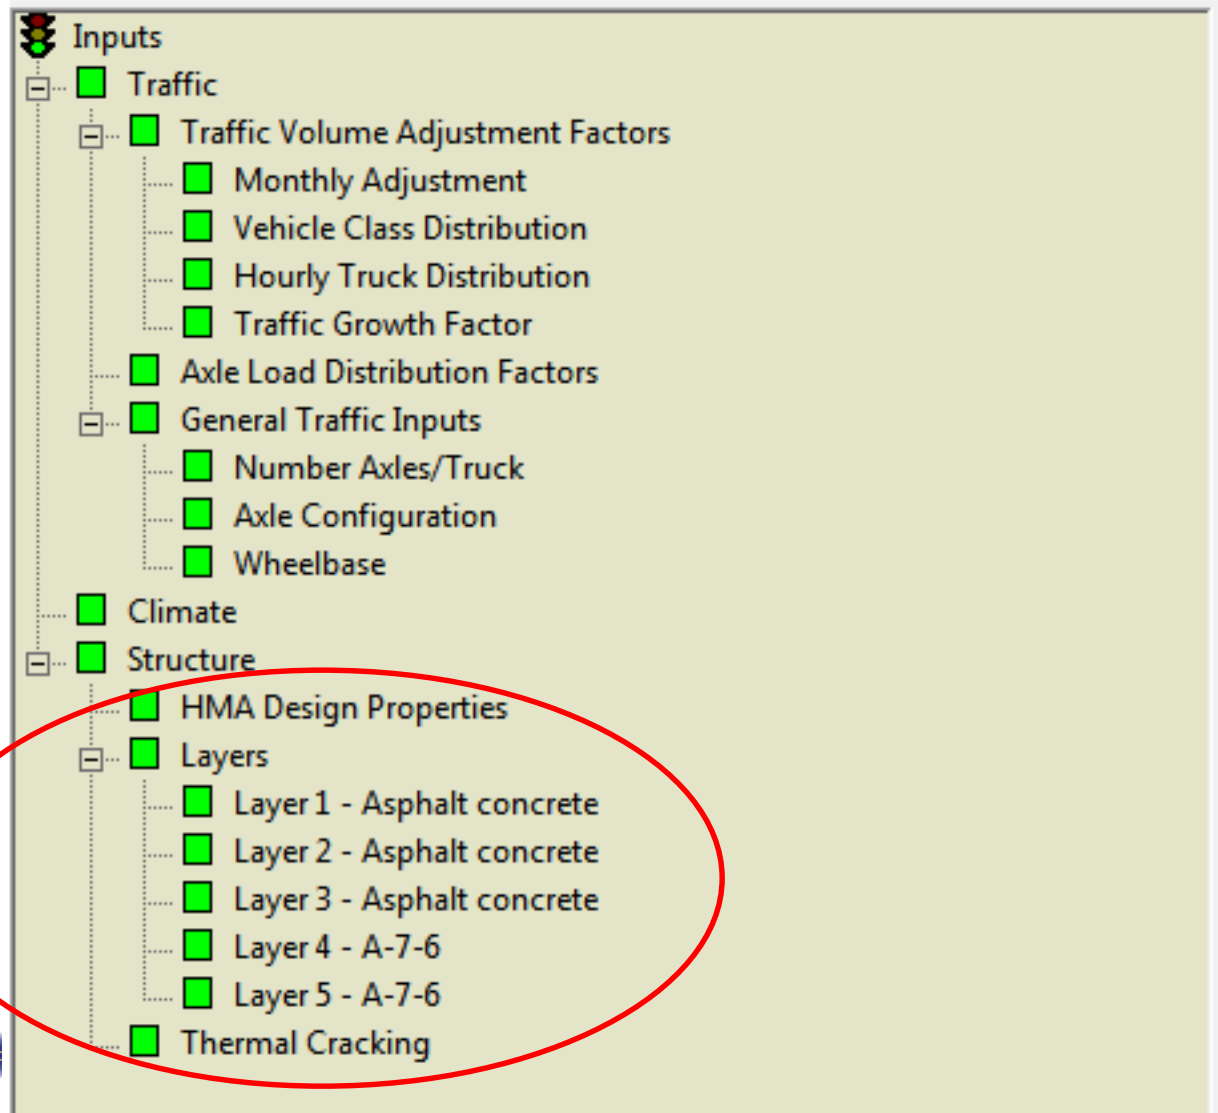 Inputs
Traffic
Traffic Volume Adjustment Factors
Monthly Adjustment
Vehicle Class Distribution
Hourly Truck Distribution
Traffic Growth Factor
Axle Load Distribution Factors
General Traffic Inputs
Number Axles/Truck
Axle Configuration
Wheelbase
Climate
Structure
HMA Design Properties
Layers
Layer 1 - Asphalt concrete
Layer 2 - Asphalt concrete
Layer 3 - Asphalt concrete
Layer 4 - A-7-6
Layer 5 - A-7-6
Thermal Cracking